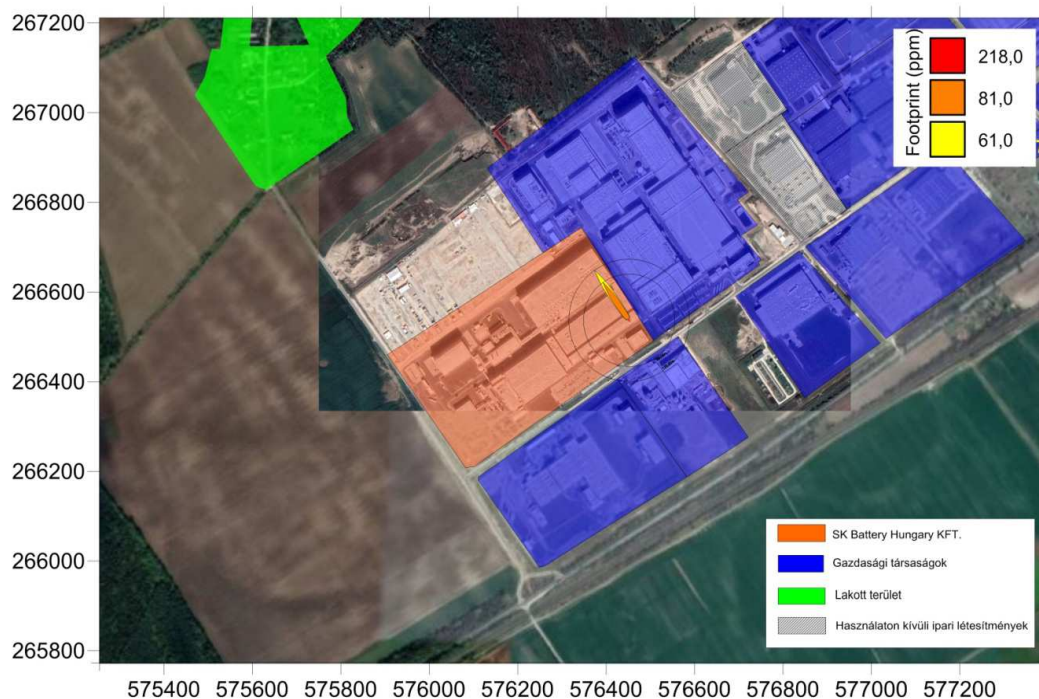 267200
267000
266800
266600
266400
266200
266000
265800
575400 575600 575800 576000 576200 576400 576600 576800 577000 577200
Footprint (ppm)
218,0
81,0
61,0
SK Battery Hungary KFT.
Gazdasági társaságok
Lakott terület
Használaton kívüli ipari létesítmények